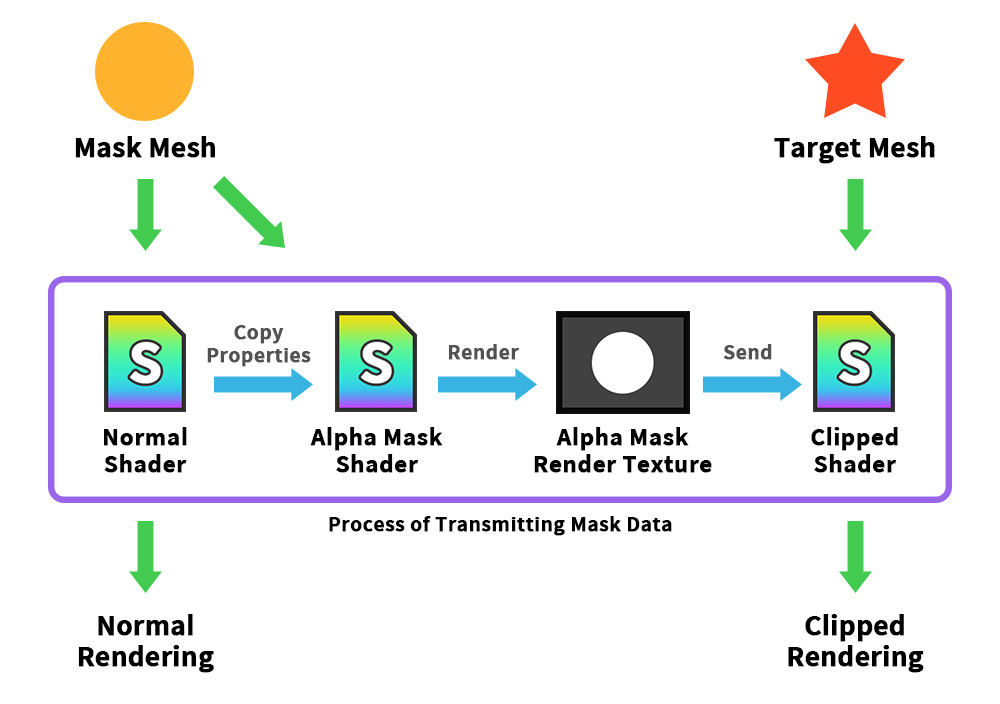 Mask Mesh
Target Mesh
Copy
Properties
Render
Send
S
S
S
Normal
Shader
Alpha Mask
Shader
Alpha Mask
Render Texture
Clipped
Shader
Process of Transmitting Mask Data
Normal
Rendering
Clipped
Rendering